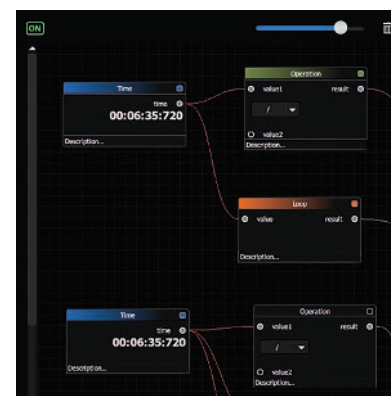 ON
Time
time
00:06:35:720
Description...
Operation
value1 result
/
value2
Description...
Loop
value result
Description...
Time
time
00:06:35:720
Description...
Operation
value1 result
/
value2
Description...